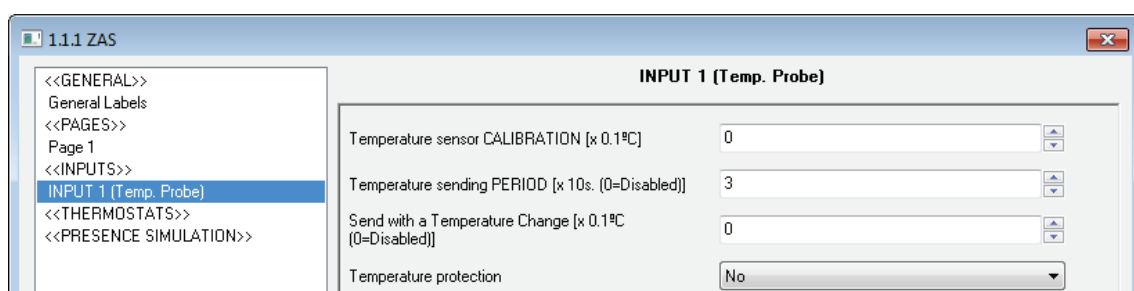 1.1.1 ZAS
<<GENERAL>>
General Labels
<<PAGES>>
Page 1
<<INPUTS>>
INPUT 1 (Temp. Probe)
<<THERMOSTATS>>
<<PRESENCE SIMULATION>>
INPUT 1 (Temp. Probe)
Temperature sensor CALIBRATION [x 0.1ºC]
0
Temperature sending PERIOD [x 10s. (0=Disabled)]
3
Send with a Temperature Change [x 0.1ºC
(0=Disabled)]
0
Temperature protection
No